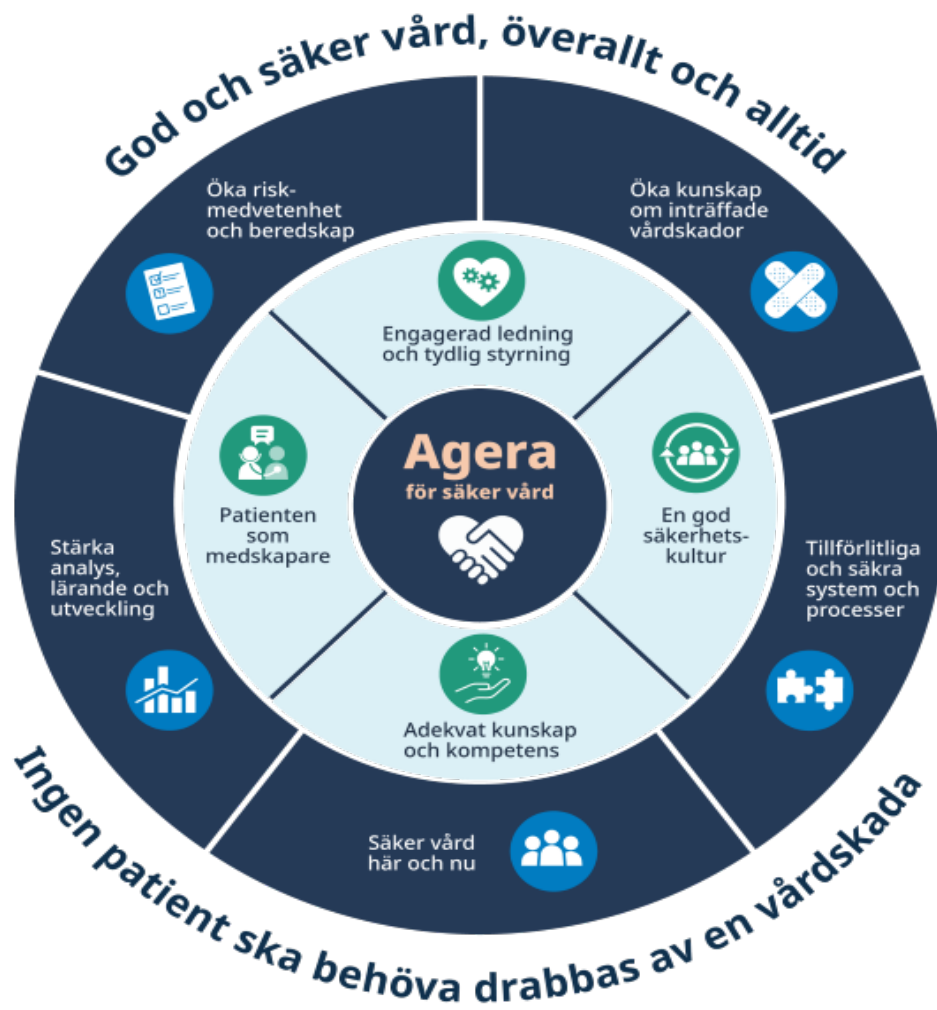 God och säker vård, överallt och alltid
Öka risk-
medvetenhet
och beredskap
Öka kunskap
om inträffade
vårdskador
Engagerad ledning
och tydlig styrning
Agera
för säker vård
Patienten
som
medskapare
En god
säkerhets-
kultur
Stärka
analys,
lärande och
utveckling
Tillförlitliga
och säkra
system och
processer
Adekvat kunskap
och kompetens
Säker vård
här och nu
Ingen patient ska behöva drabbas av en vårdskada